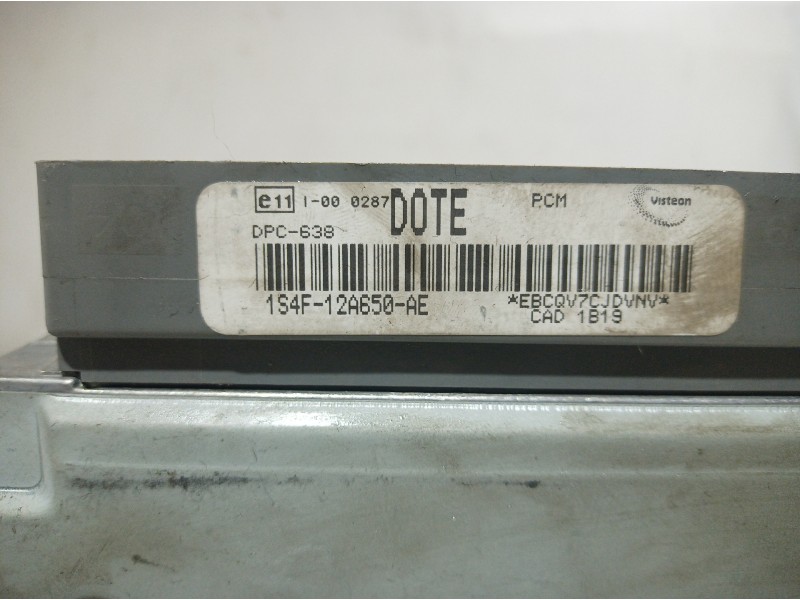 e11 I-00 0287 DOTE PCM Visteon
DPC-638
1S4F-12A650-AE *EBCQV7CJDVNV*
CAD 1B19